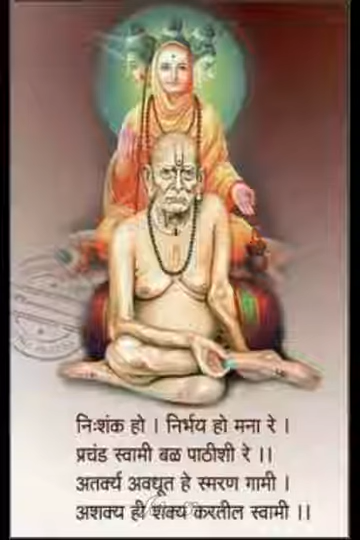 निःशंक हो । निर्भय हो मना रे ।
प्रचंड स्वामी बळ पाठीशी रे ।।
अतर्क्य अवधूत हे स्मरण गामी ।
अशक्य ही शक्य करतील स्वामी ।।